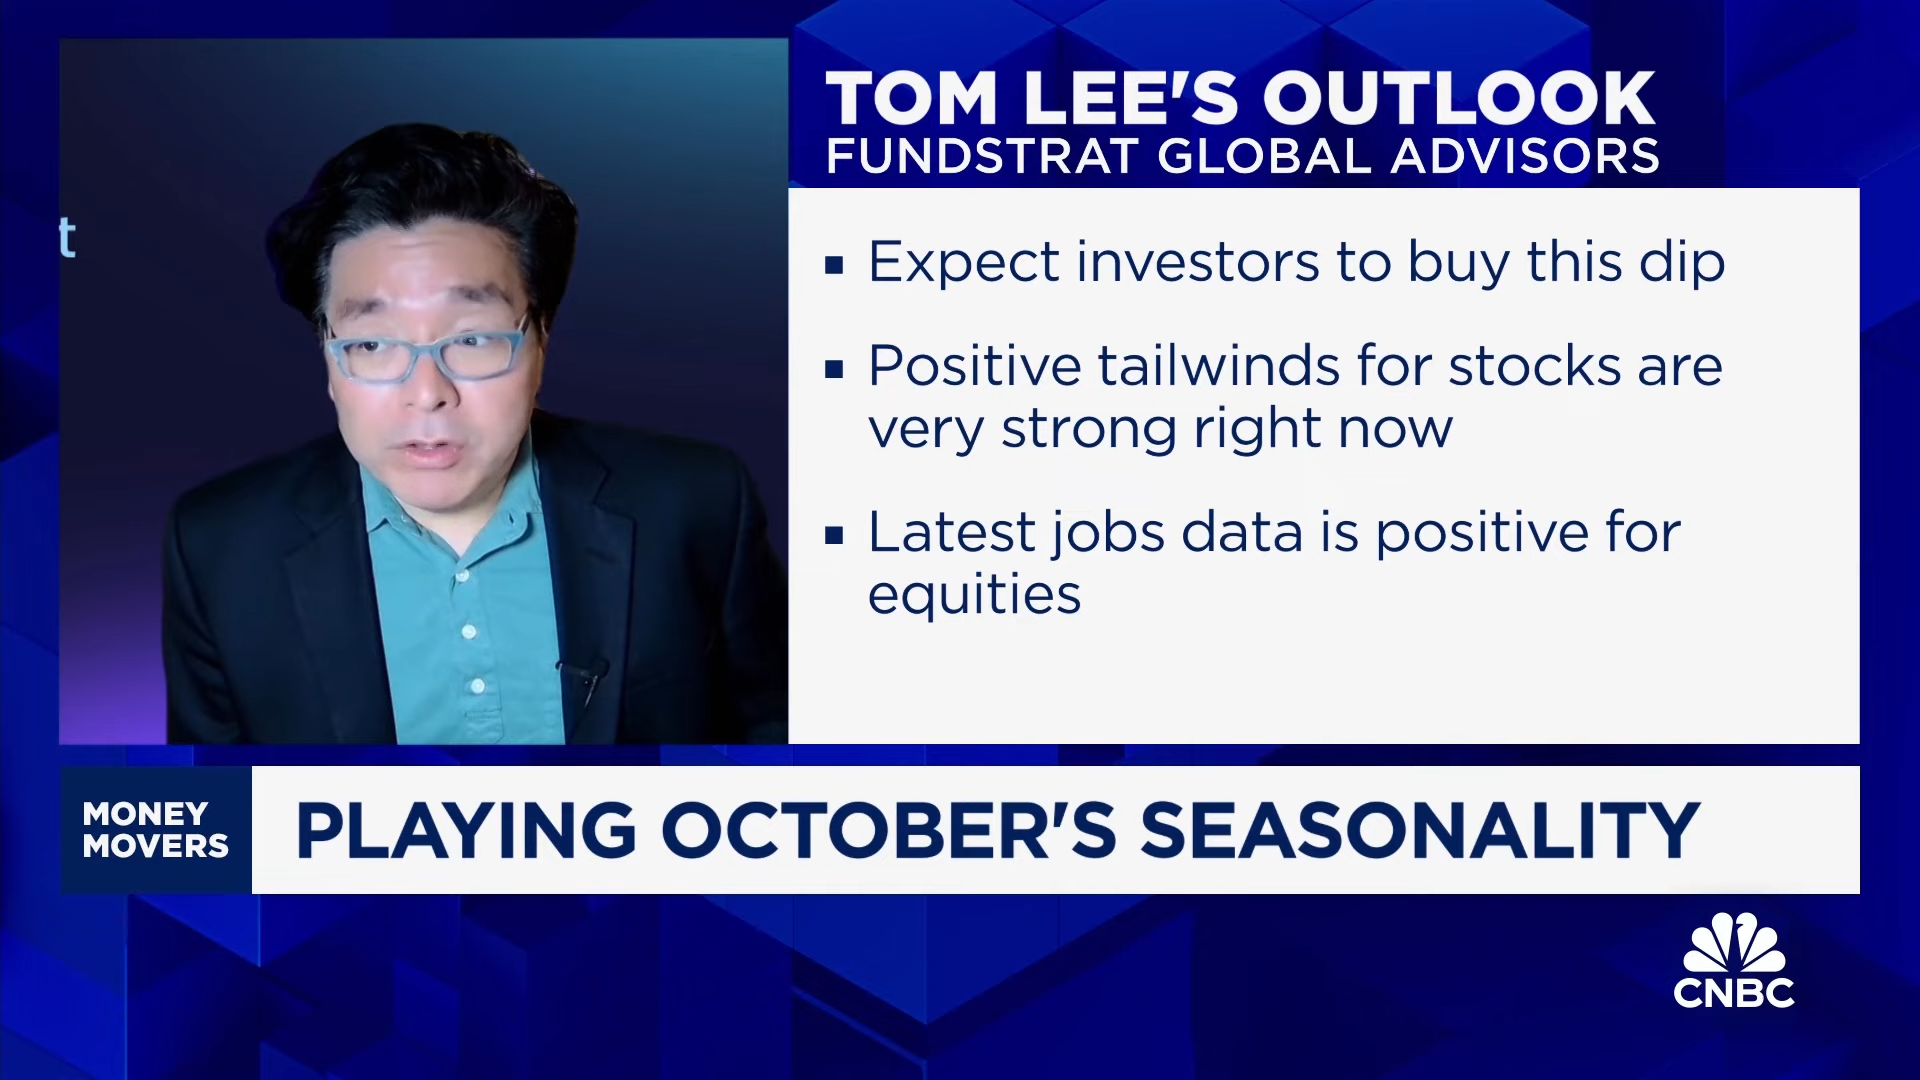 t
TOM LEE'S OUTLOOK
FUNDSTRAT GLOBAL ADVISORS
▪ Expect investors to buy this dip
▪ Positive tailwinds for stocks are
very strong right now
▪ Latest jobs data is positive for
equities
MONEY
MOVERS
PLAYING OCTOBER'S SEASONALITY
CNBC